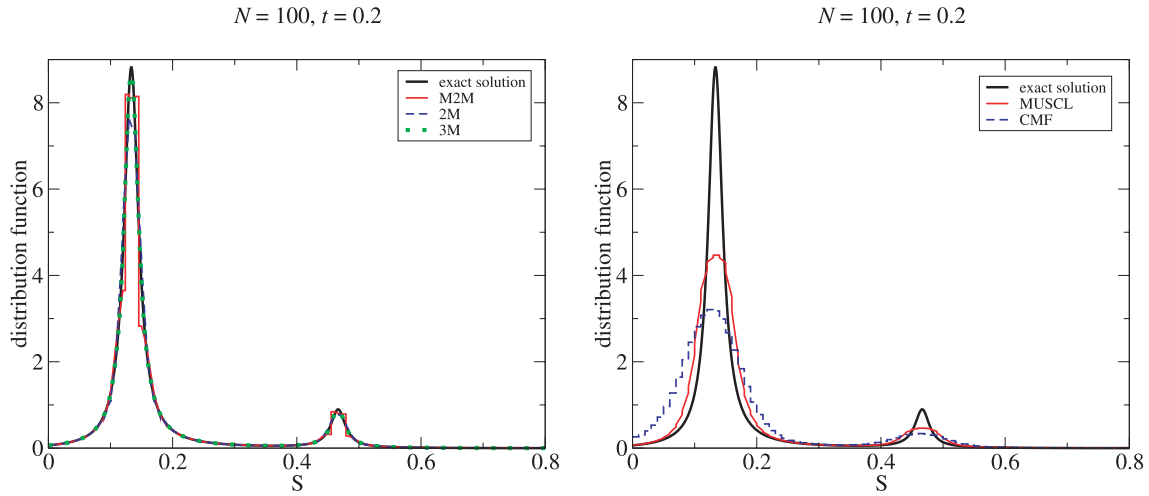 N = 100, t = 0.2
exact solution
M2M
2M
3M
8
6
4
2
0
distribution function
0
0.2
0.4
0.6
0.8
S
N = 100, t = 0.2
exact solution
MUSCL
CMF
8
6
4
2
0
distribution function
0
0.2
0.4
0.6
0.8
S